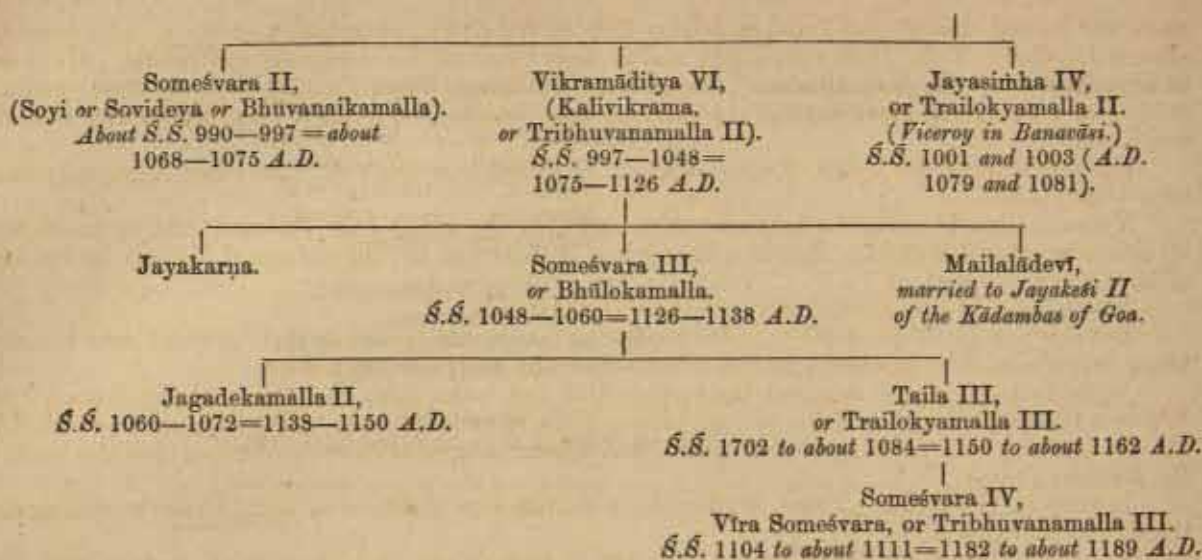 Someśvara II,
(Soyi or Sovideva or Bhuvanaikamalla).
About Ś.Ś. 990—997=about
1068—1075 A.D.
Vikramāditya VI,
(Kalivikrama.
or Tribhuvanamalla II).
Ś.Ś. 997—1048=
1075—1126 A.D.
Jayasiṁha IV,
or Trailokyamalla II.
(Viceroy in Banavāsi.)
Ś.Ś. 1001 and 1003 (A.D.
1079 and 1081).
Jayakarṇa.
Someśvara III,
or Bhūlokamalla.
Ś.Ś. 1048—1060=1126—1138 A.D.
Mailalādevī,
married to Jayakeśi II
of the Kādambas of Goa.
Jagadekamalla II,
Ś.Ś. 1060—1072=1138—1150 A.D.
Taila III,
or Trailokyamalla III.
Ś.Ś. 1702 to about 1084=1150 to about 1162 A.D.
Someśvara IV,
Vīra Someśvara, or Tribhuvanamalla III.
Ś.Ś. 1104 to about 1111=1182 to about 1189 A.D.